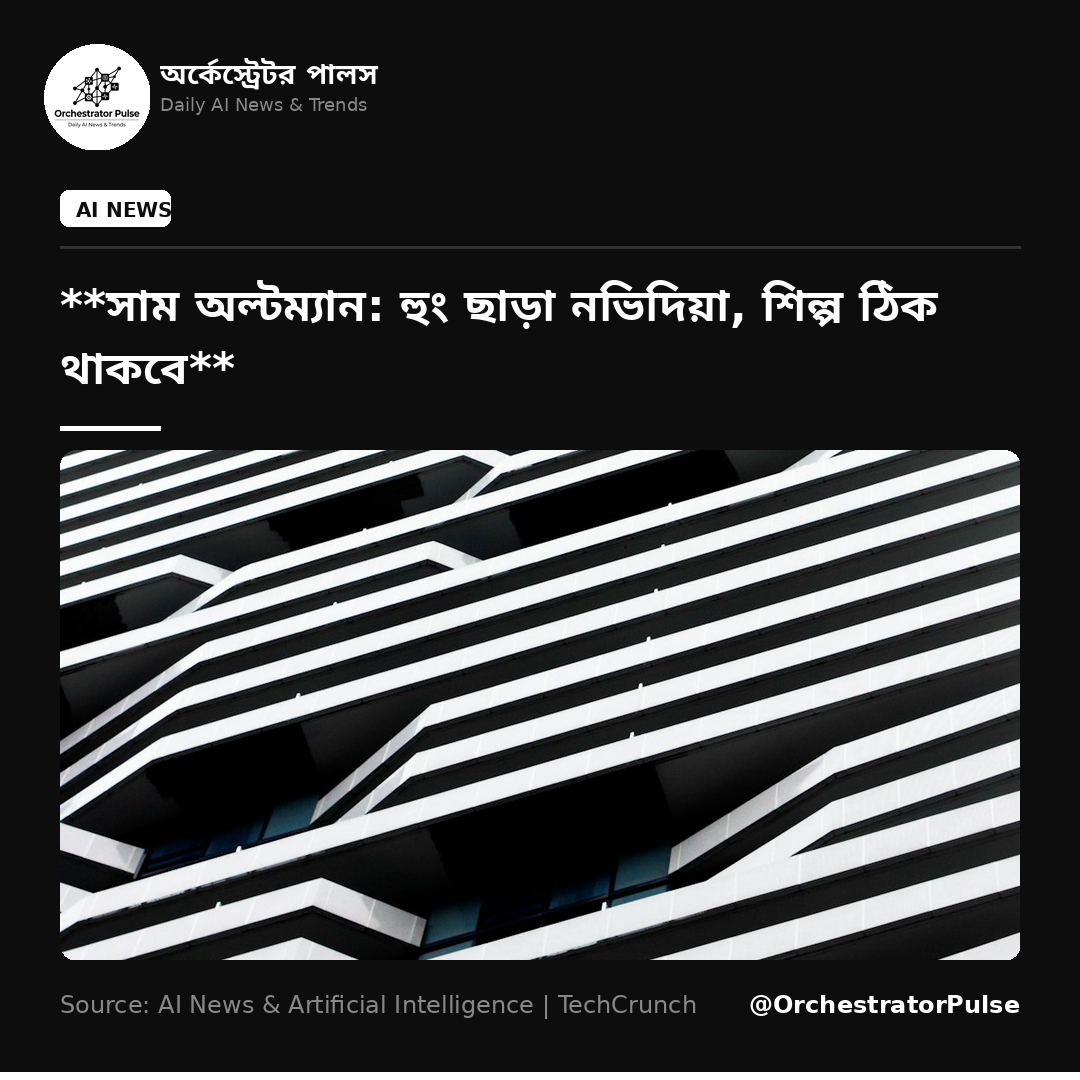 অর্কেস্ট্রেটর পালস
Daily AI News & Trends
Orchestrator Pulse
Daily AI News & Trends
AI NEWS
**সাম অল্টম্যান: হুং ছাড়া নভিদিয়া, শিল্প ঠিক
থাকবে**
Source: AI News & Artificial Intelligence | TechCrunch
@OrchestratorPulse